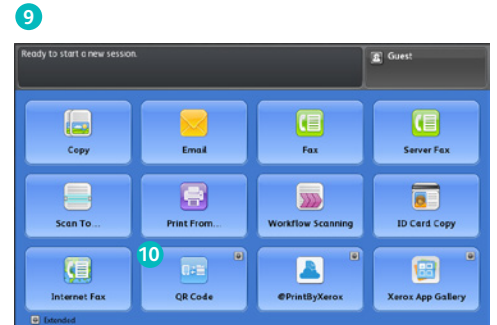 9
Ready to start a new session.
Guest
Copy
Email
Fax
Server Fax
Scan To...
Print From...
Workflow Scanning
ID Card Copy
10
Internet Fax
QR Code
@PrintByXerox
Xerox App Gallery
Extended